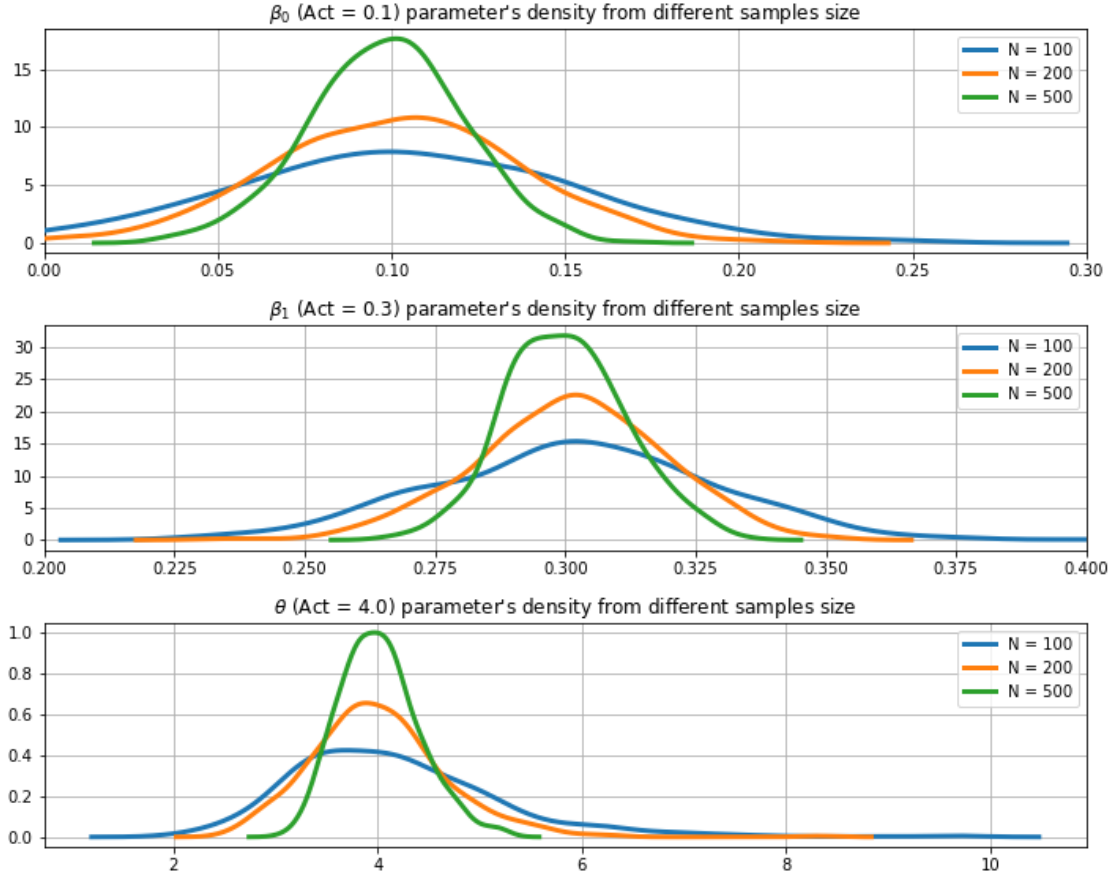 β₀ (Act = 0.1) parameter's density from different samples size
15
10
5
0
0.00 0.05 0.10 0.15 0.20 0.25 0.30
N = 100
N = 200
N = 500
β₁ (Act = 0.3) parameter's density from different samples size
30
25
20
15
10
5
0
0.200 0.225 0.250 0.275 0.300 0.325 0.350 0.375 0.400
N = 100
N = 200
N = 500
θ (Act = 4.0) parameter's density from different samples size
1.0
0.8
0.6
0.4
0.2
0.0
2 4 6 8 10
N = 100
N = 200
N = 500